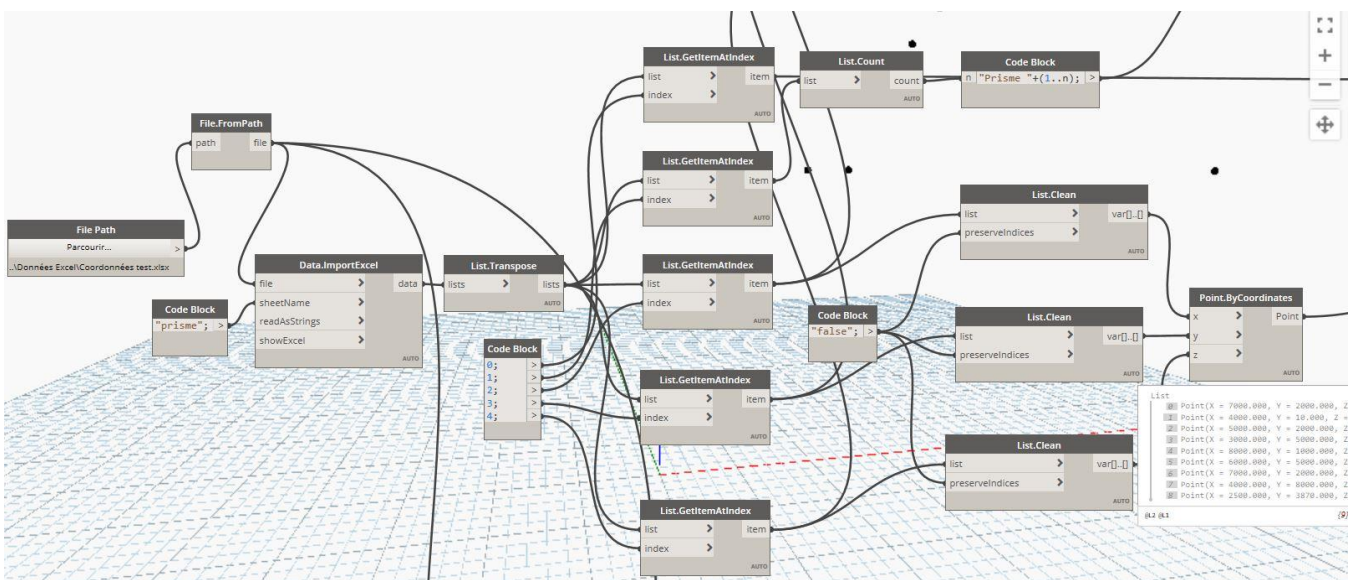 File Path
Parcourir... >
..\Données Excel\Coordonnées test.xlsx
File.FromPath
path > file
Code Block
"prisme"; >
Data.ImportExcel
file > data
sheetName >
readAsStrings >
showExcel >
AUTO
List.Transpose
lists > lists
AUTO
Code Block
0; >
1; >
2; >
3; >
4; >
List.GetItemAtIndex
list > item
index >
AUTO
List.GetItemAtIndex
list > item
index >
AUTO
List.GetItemAtIndex
list > item
index >
AUTO
List.GetItemAtIndex
list > item
index >
AUTO
List.GetItemAtIndex
list > item
index >
AUTO
List.Count
list > count
AUTO
Code Block
n "Prisme "+(1..n); >
Code Block
"false"; >
List.Clean
list > var[]..[]
preserveIndices >
AUTO
List.Clean
list > var[]..[]
preserveIndices >
AUTO
List.Clean
list > var[]..[]
preserveIndices >
AUTO
Point.ByCoordinates
x > Point
y >
z >
AUTO
List
0 Point(X = 7000.000, Y = 2000.000, Z
1 Point(X = 4000.000, Y = 10.000, Z =
2 Point(X = 5000.000, Y = 2000.000, Z
3 Point(X = 3000.000, Y = 5000.000, Z
4 Point(X = 8000.000, Y = 1000.000, Z
5 Point(X = 6000.000, Y = 5000.000, Z
6 Point(X = 7000.000, Y = 2000.000, Z
7 Point(X = 4000.000, Y = 8000.000, Z
8 Point(X = 2500.000, Y = 3870.000, Z
@L2 @L1 {9}